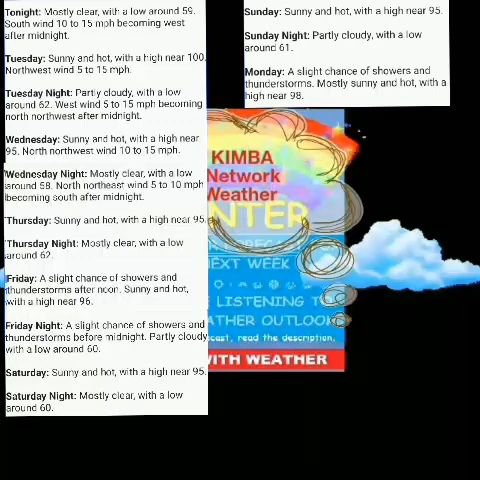 Tonight: Mostly clear, with a low around 59.
South wind 10 to 15 mph becoming west
after midnight.
Tuesday: Sunny and hot, with a high near 100.
Northwest wind 5 to 15 mph.
Tuesday Night: Partly cloudy, with a low
around 62. West wind 5 to 15 mph becoming
north northwest after midnight.
Wednesday: Sunny and hot, with a high near
95. North northwest wind 10 to 15 mph.
Wednesday Night: Mostly clear, with a low
around 58. North northeast wind 5 to 10 mph
becoming south after midnight.
Thursday: Sunny and hot, with a high near 95.
Thursday Night: Mostly clear, with a low
around 62.
Friday: A slight chance of showers and
thunderstorms after noon. Sunny and hot,
with a high near 96.
Friday Night: A slight chance of showers and
thunderstorms before midnight. Partly cloudy
with a low around 60.
Saturday: Sunny and hot, with a high near 95.
Saturday Night: Mostly clear, with a low
around 60.
Sunday: Sunny and hot, with a high near 95.
Sunday Night: Partly cloudy, with a low
around 61.
Monday: A slight chance of showers and
thunderstorms. Mostly sunny and hot, with a
high near 98.
KIMBA
Network
Weather
NTER
NEXT WEEK
LISTENING TO
ATHER OUTLOOK
cast, read the description.
WITH WEATHER